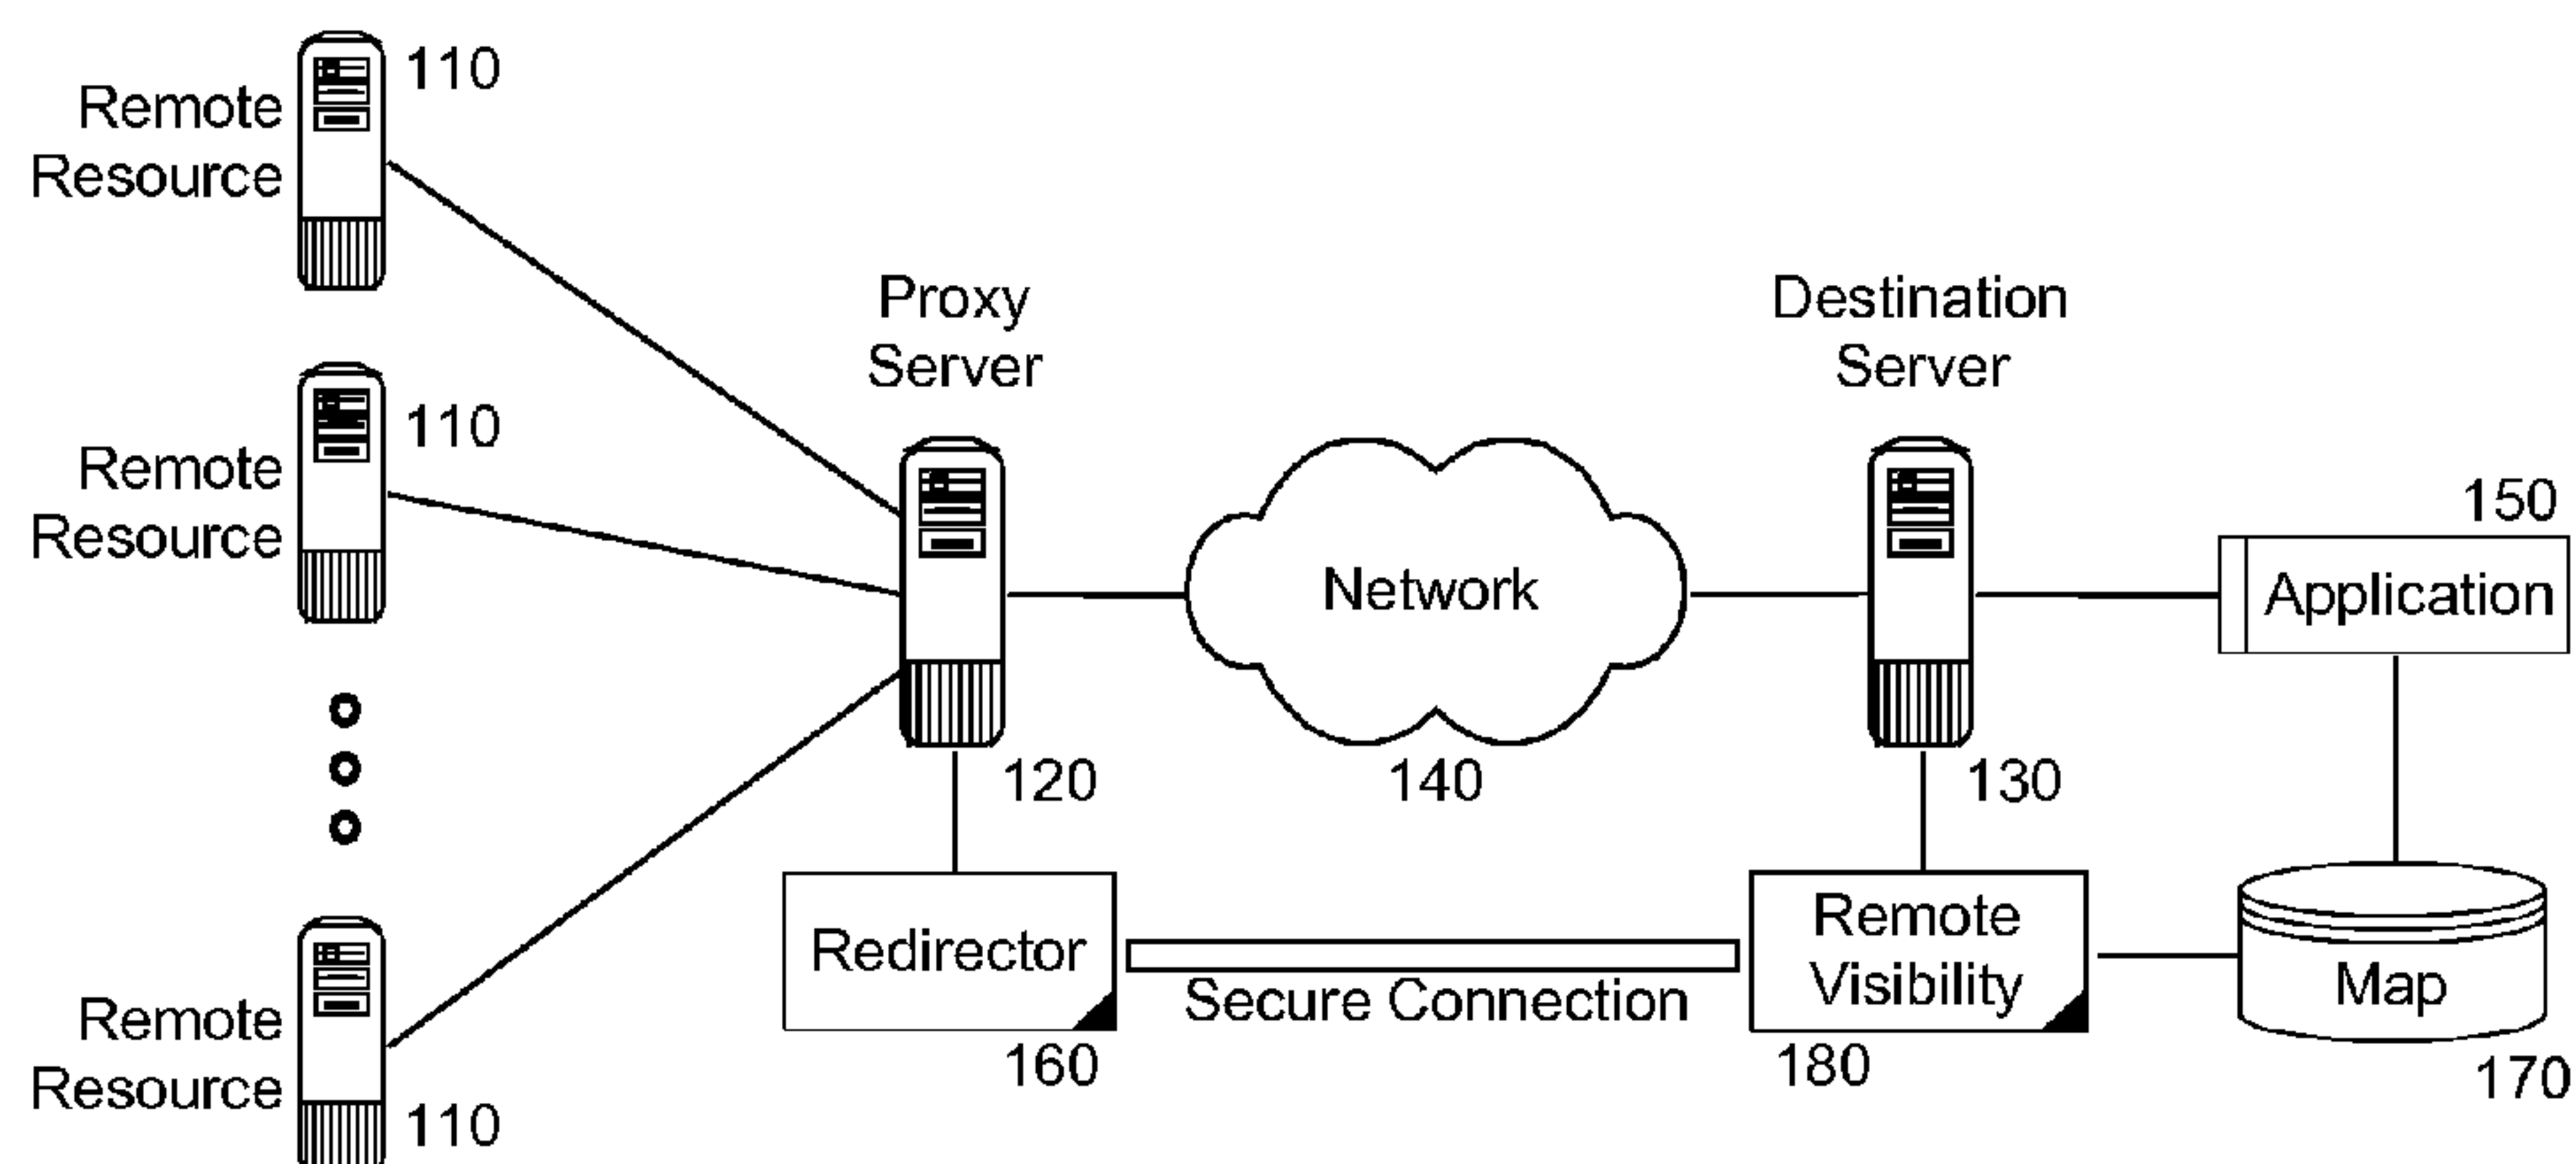 110
Remote
Resource
Proxy
Server
Destination
Server
110
Remote
Resource
150
Network
Application
120
140
130
Redirector
Secure Connection
Remote
Visibility
Map
160
180
170
Remote
Resource
110